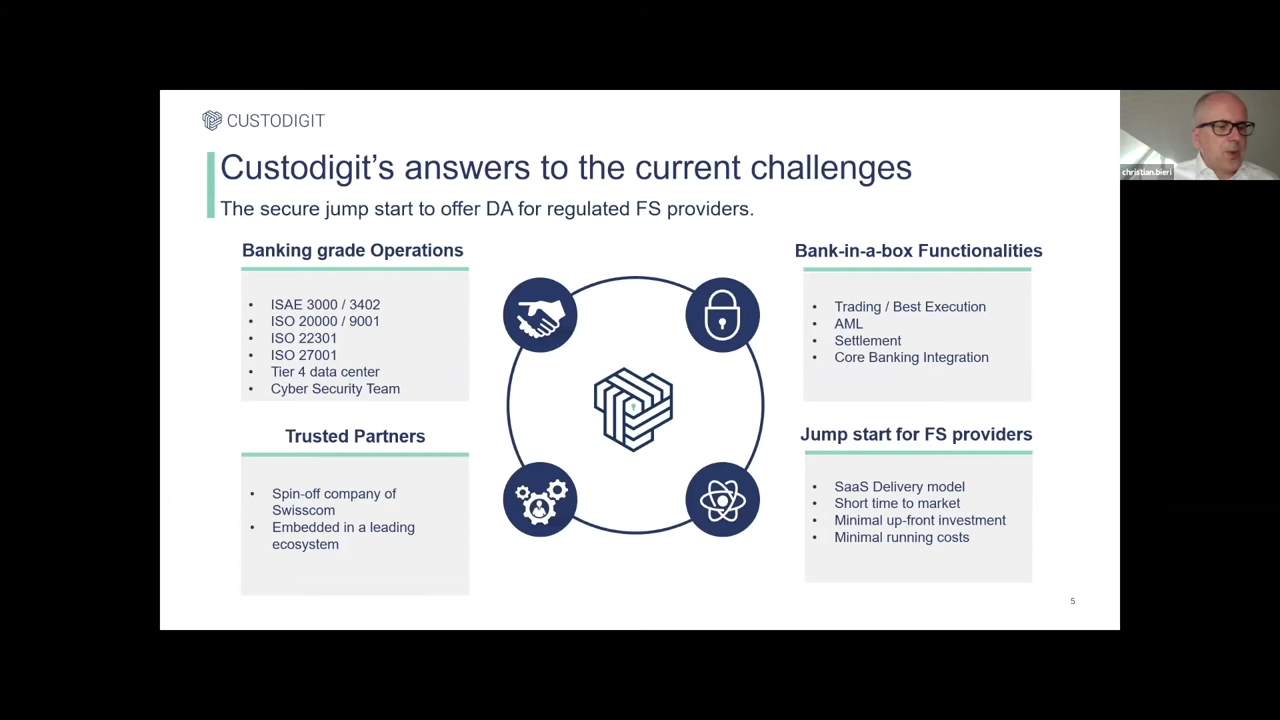 CUSTODIGIT
Custodigit's answers to the current challenges
The secure jump start to offer DA for regulated FS providers.
Banking grade Operations
• ISAE 3000 / 3402
• ISO 20000 / 9001
• ISO 22301
• ISO 27001
• Tier 4 data center
• Cyber Security Team
Trusted Partners
• Spin-off company of
Swisscom
• Embedded in a leading
ecosystem
Bank-in-a-box Functionalities
• Trading / Best Execution
• AML
• Settlement
• Core Banking Integration
Jump start for FS providers
• SaaS Delivery model
• Short time to market
• Minimal up-front investment
• Minimal running costs
5
christian.bieri